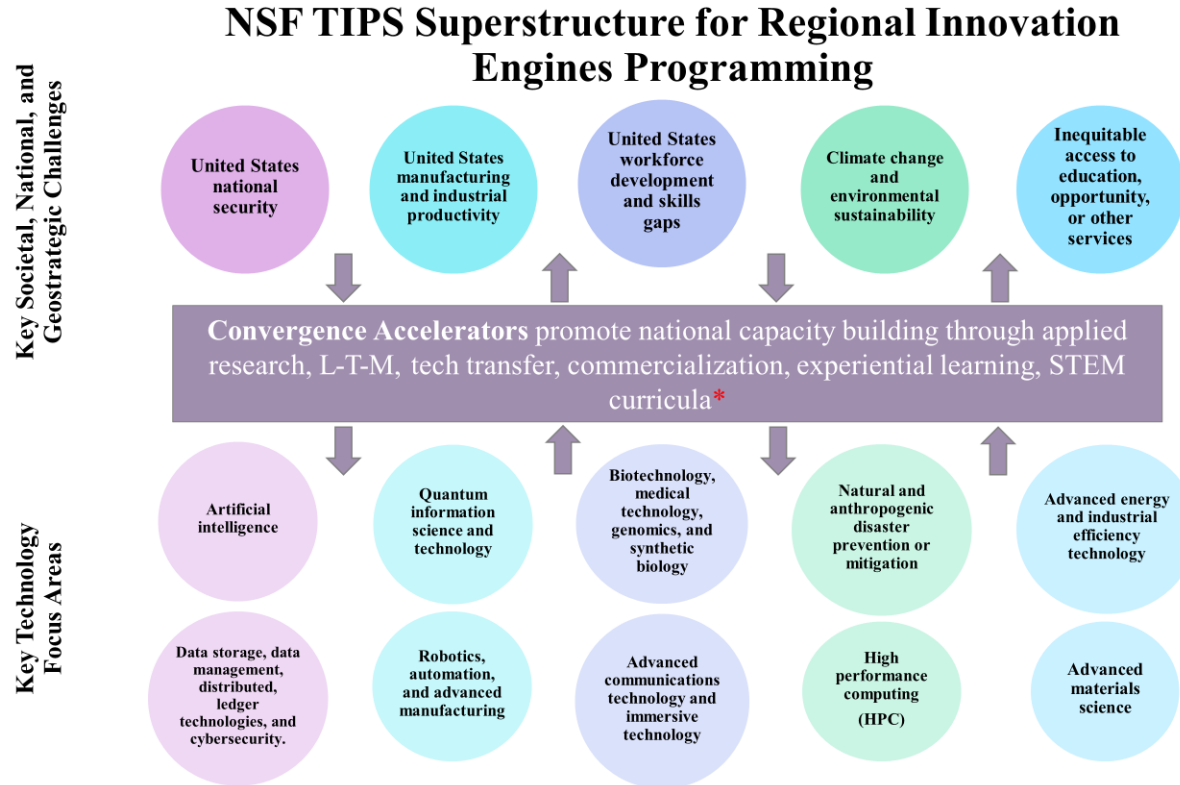 NSF TIPS Superstructure for Regional Innovation
Engines Programming
Key Societal, National, and
Geostrategic Challenges
United States
national
security
United States
manufacturing
and industrial
productivity
United States
workforce
development
and skills
gaps
Climate change
and
environmental
sustainability
Inequitable
access to
education,
opportunity,
or other
services
Convergence Accelerators promote national capacity building through applied
research, L-T-M, tech transfer, commercialization, experiential learning, STEM
curricula*
Key Technology
Focus Areas
Artificial
intelligence
Quantum
information
science and
technology
Biotechnology,
medical
technology,
genomics, and
synthetic
biology
Natural and
anthropogenic
disaster
prevention or
mitigation
Advanced energy
and industrial
efficiency
technology
Data storage, data
management,
distributed,
ledger
technologies, and
cybersecurity.
Robotics,
automation,
and advanced
manufacturing
Advanced
communications
technology and
immersive
technology
High
performance
computing
(HPC)
Advanced
materials
science